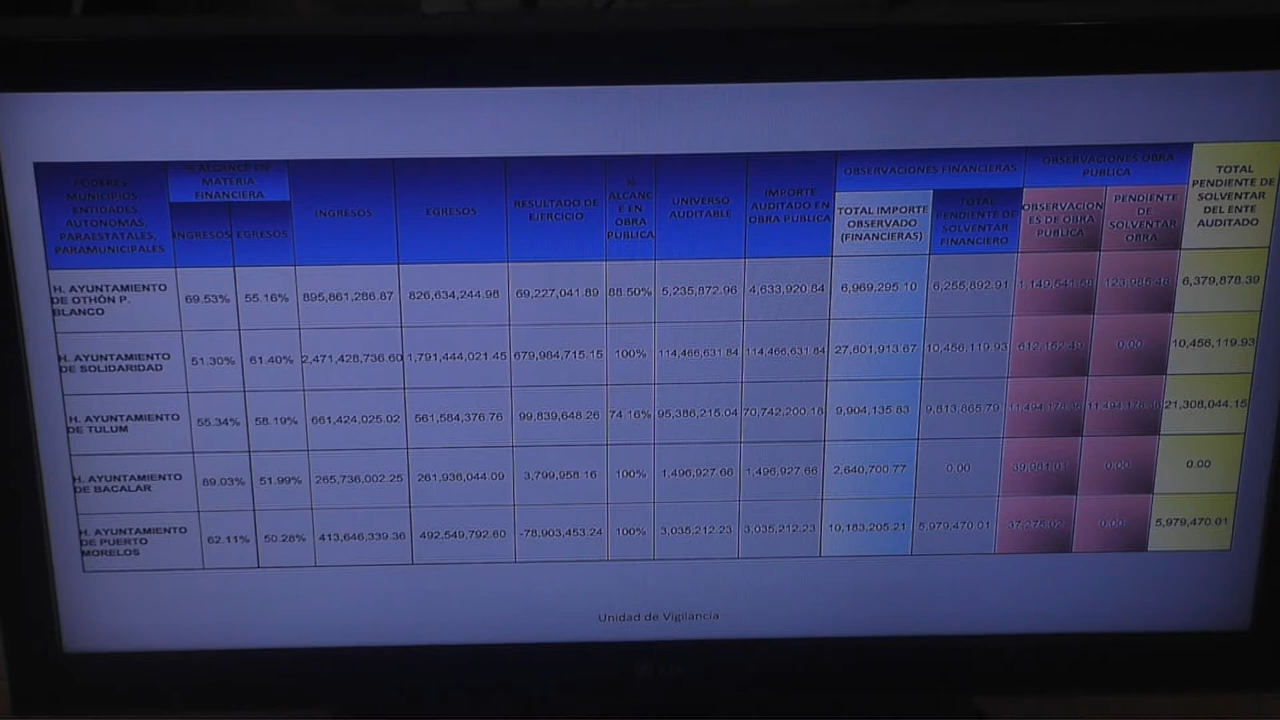 PODERES,
MUNICIPIOS,
ENTIDADES
AUTONOMAS,
PARAESTATALES,
PARAMUNICIPALES
% ALCANCE EN
MATERIA
FINANCIERA
INGRESOS EGRESOS
INGRESOS
EGRESOS
RESULTADO DE
EJERCICIO
%
ALCANC
E EN
OBRA
PUBLICA
UNIVERSO
AUDITABLE
IMPORTE
AUDITADO EN
OBRA PUBLICA
OBSERVACIONES FINANCIERAS
TOTAL IMPORTE
OBSERVADO
(FINANCIERAS)
TOTAL
PENDIENTE DE
SOLVENTAR
FINANCIERO
OBSERVACIONES OBRA
PUBLICA
OBSERVACION
ES DE OBRA
PUBLICA
PENDIENTE
DE
SOLVENTAR
OBRA
TOTAL
PENDIENTE DE
SOLVENTAR
DEL ENTE
AUDITADO
H. AYUNTAMIENTO
DE OTHÓN P.
BLANCO
69.53% 55.16% 895,861,286.87 826,634,244.98 69,227,041.89 88.50% 5,235,872.96 4,633,920.84 6,969,295.10 6,255,892.91 6,379,878.39
H. AYUNTAMIENTO
DE SOLIDARIDAD
51.30% 61.40% 2,471,428,736.60 1,791,444,021.45 679,984,715.15 100% 114,466,631.84 114,466,631.84 27,601,913.67 10,456,119.93 0.00 10,456,119.93
H. AYUNTAMIENTO
DE TULUM
55.34% 58.19% 661,424,025.02 561,584,376.76 99,839,648.26 74.16% 95,386,215.04 70,742,200.18 9,904,135.83 9,813,865.79 21,308,044.15
H. AYUNTAMIENTO
DE BACALAR
89.03% 51.99% 265,736,002.25 261,936,044.09 3,799,958.16 100% 1,496,927.66 1,496,927.66 2,640,700.77 0.00 0.00 0.00
H. AYUNTAMIENTO
DE PUERTO
MORELOS
62.11% 50.28% 413,646,339.36 492,549,792.60 -78,903,453.24 100% 3,035,212.23 3,035,212.23 10,183,205.21 5,979,470.01 0.00 5,979,470.01
Unidad de Vigilancia